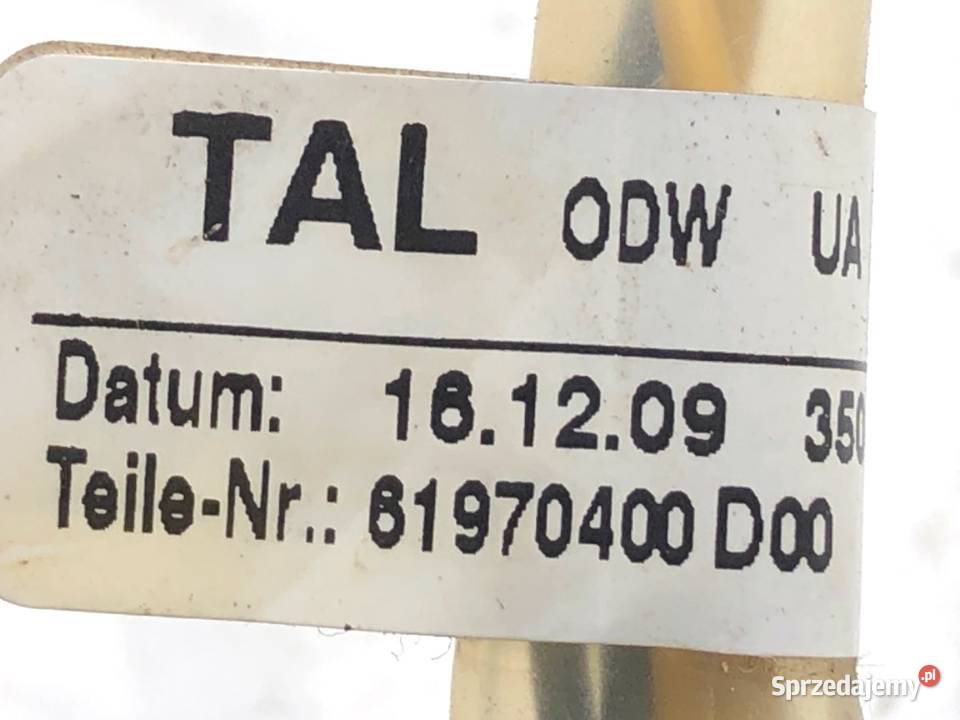 TAL ODW UA
Datum: 16.12.09 350
Teile-Nr.: 61970400 D00
Sprzedajemy.pl